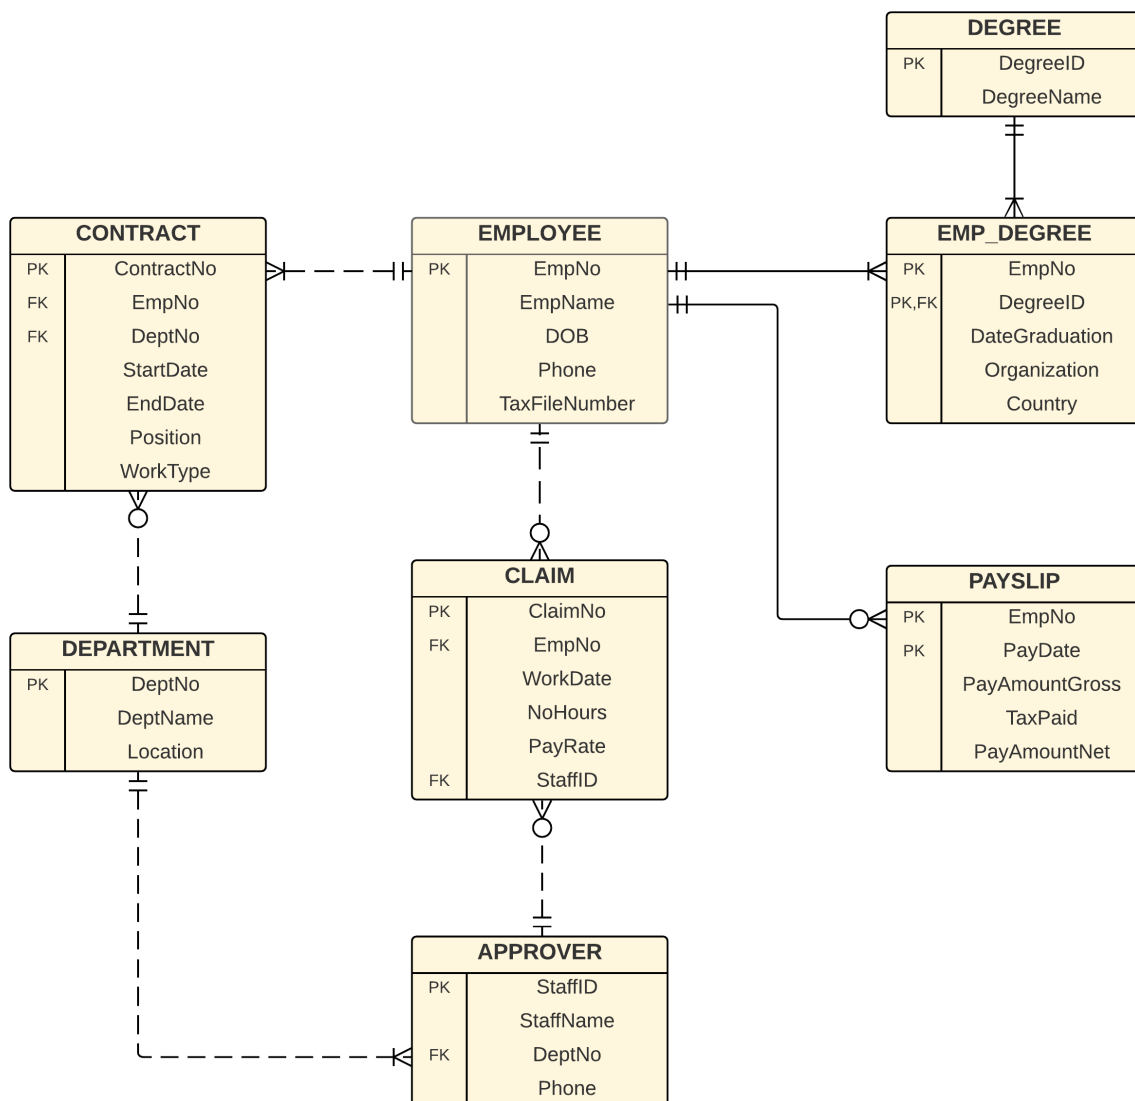 DEGREE
PK DegreeID
DegreeName
CONTRACT
PK ContractNo
FK EmpNo
FK DeptNo
StartDate
EndDate
Position
WorkType
EMPLOYEE
PK EmpNo
EmpName
DOB
Phone
TaxFileNumber
EMP_DEGREE
PK EmpNo
PK,FK DegreeID
DateGraduation
Organization
Country
CLAIM
PK ClaimNo
FK EmpNo
WorkDate
NoHours
PayRate
FK StaffID
PAYSLIP
PK EmpNo
PK PayDate
PayAmountGross
TaxPaid
PayAmountNet
DEPARTMENT
PK DeptNo
DeptName
Location
APPROVER
PK StaffID
StaffName
FK DeptNo
Phone